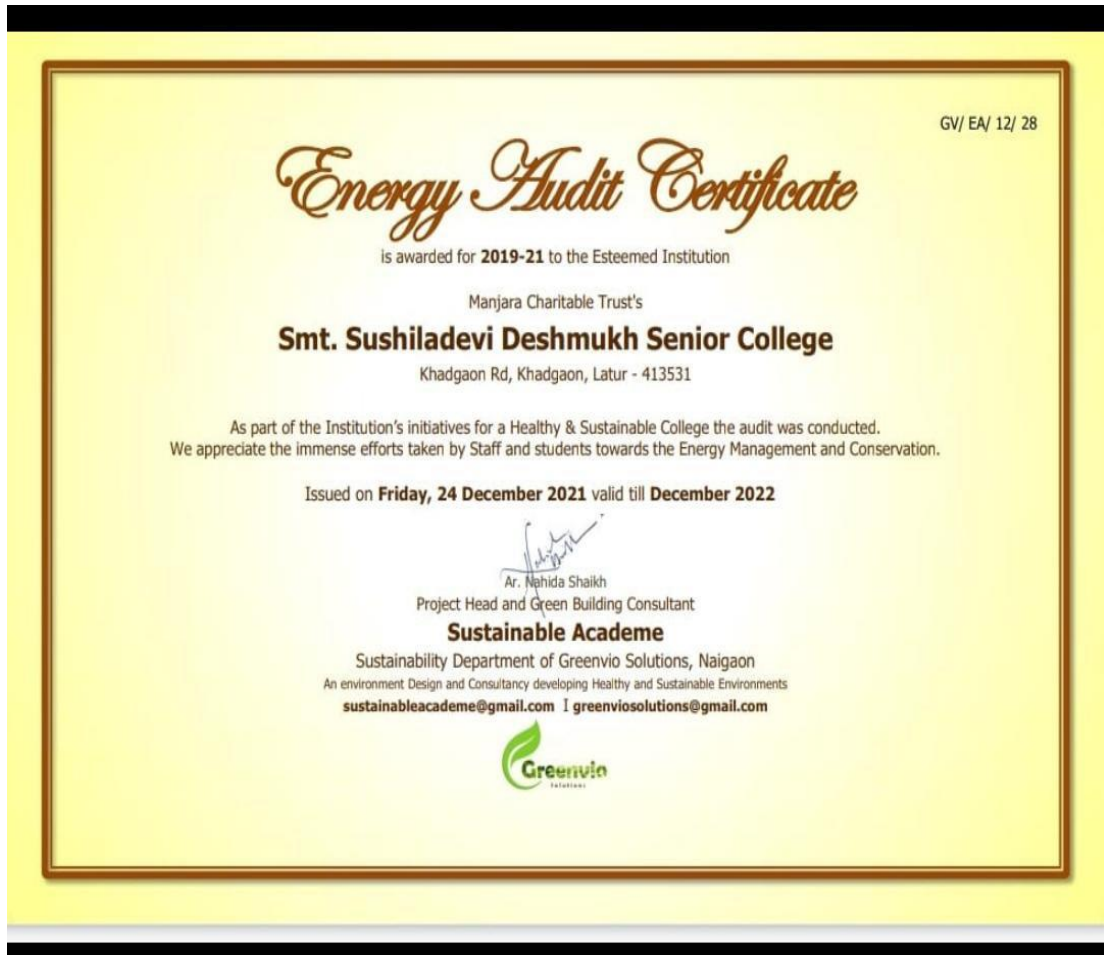 GV/ EA/ 12/ 28
Energy Audit Certificate
is awarded for 2019-21 to the Esteemed Institution
Manjara Charitable Trust's
Smt. Sushiladevi Deshmukh Senior College
Khadgaon Rd, Khadgaon, Latur - 413531
As part of the Institution's initiatives for a Healthy & Sustainable College the audit was conducted.
We appreciate the immense efforts taken by Staff and students towards the Energy Management and Conservation.
Issued on Friday, 24 December 2021 valid till December 2022
Ar. Nahida Shaikh
Project Head and Green Building Consultant
Sustainable Academe
Sustainability Department of Greenvio Solutions, Naigaon
An environment Design and Consultancy developing Healthy and Sustainable Environments
sustainableacademe@gmail.com I greenviosolutions@gmail.com
Greenvio
Solutions